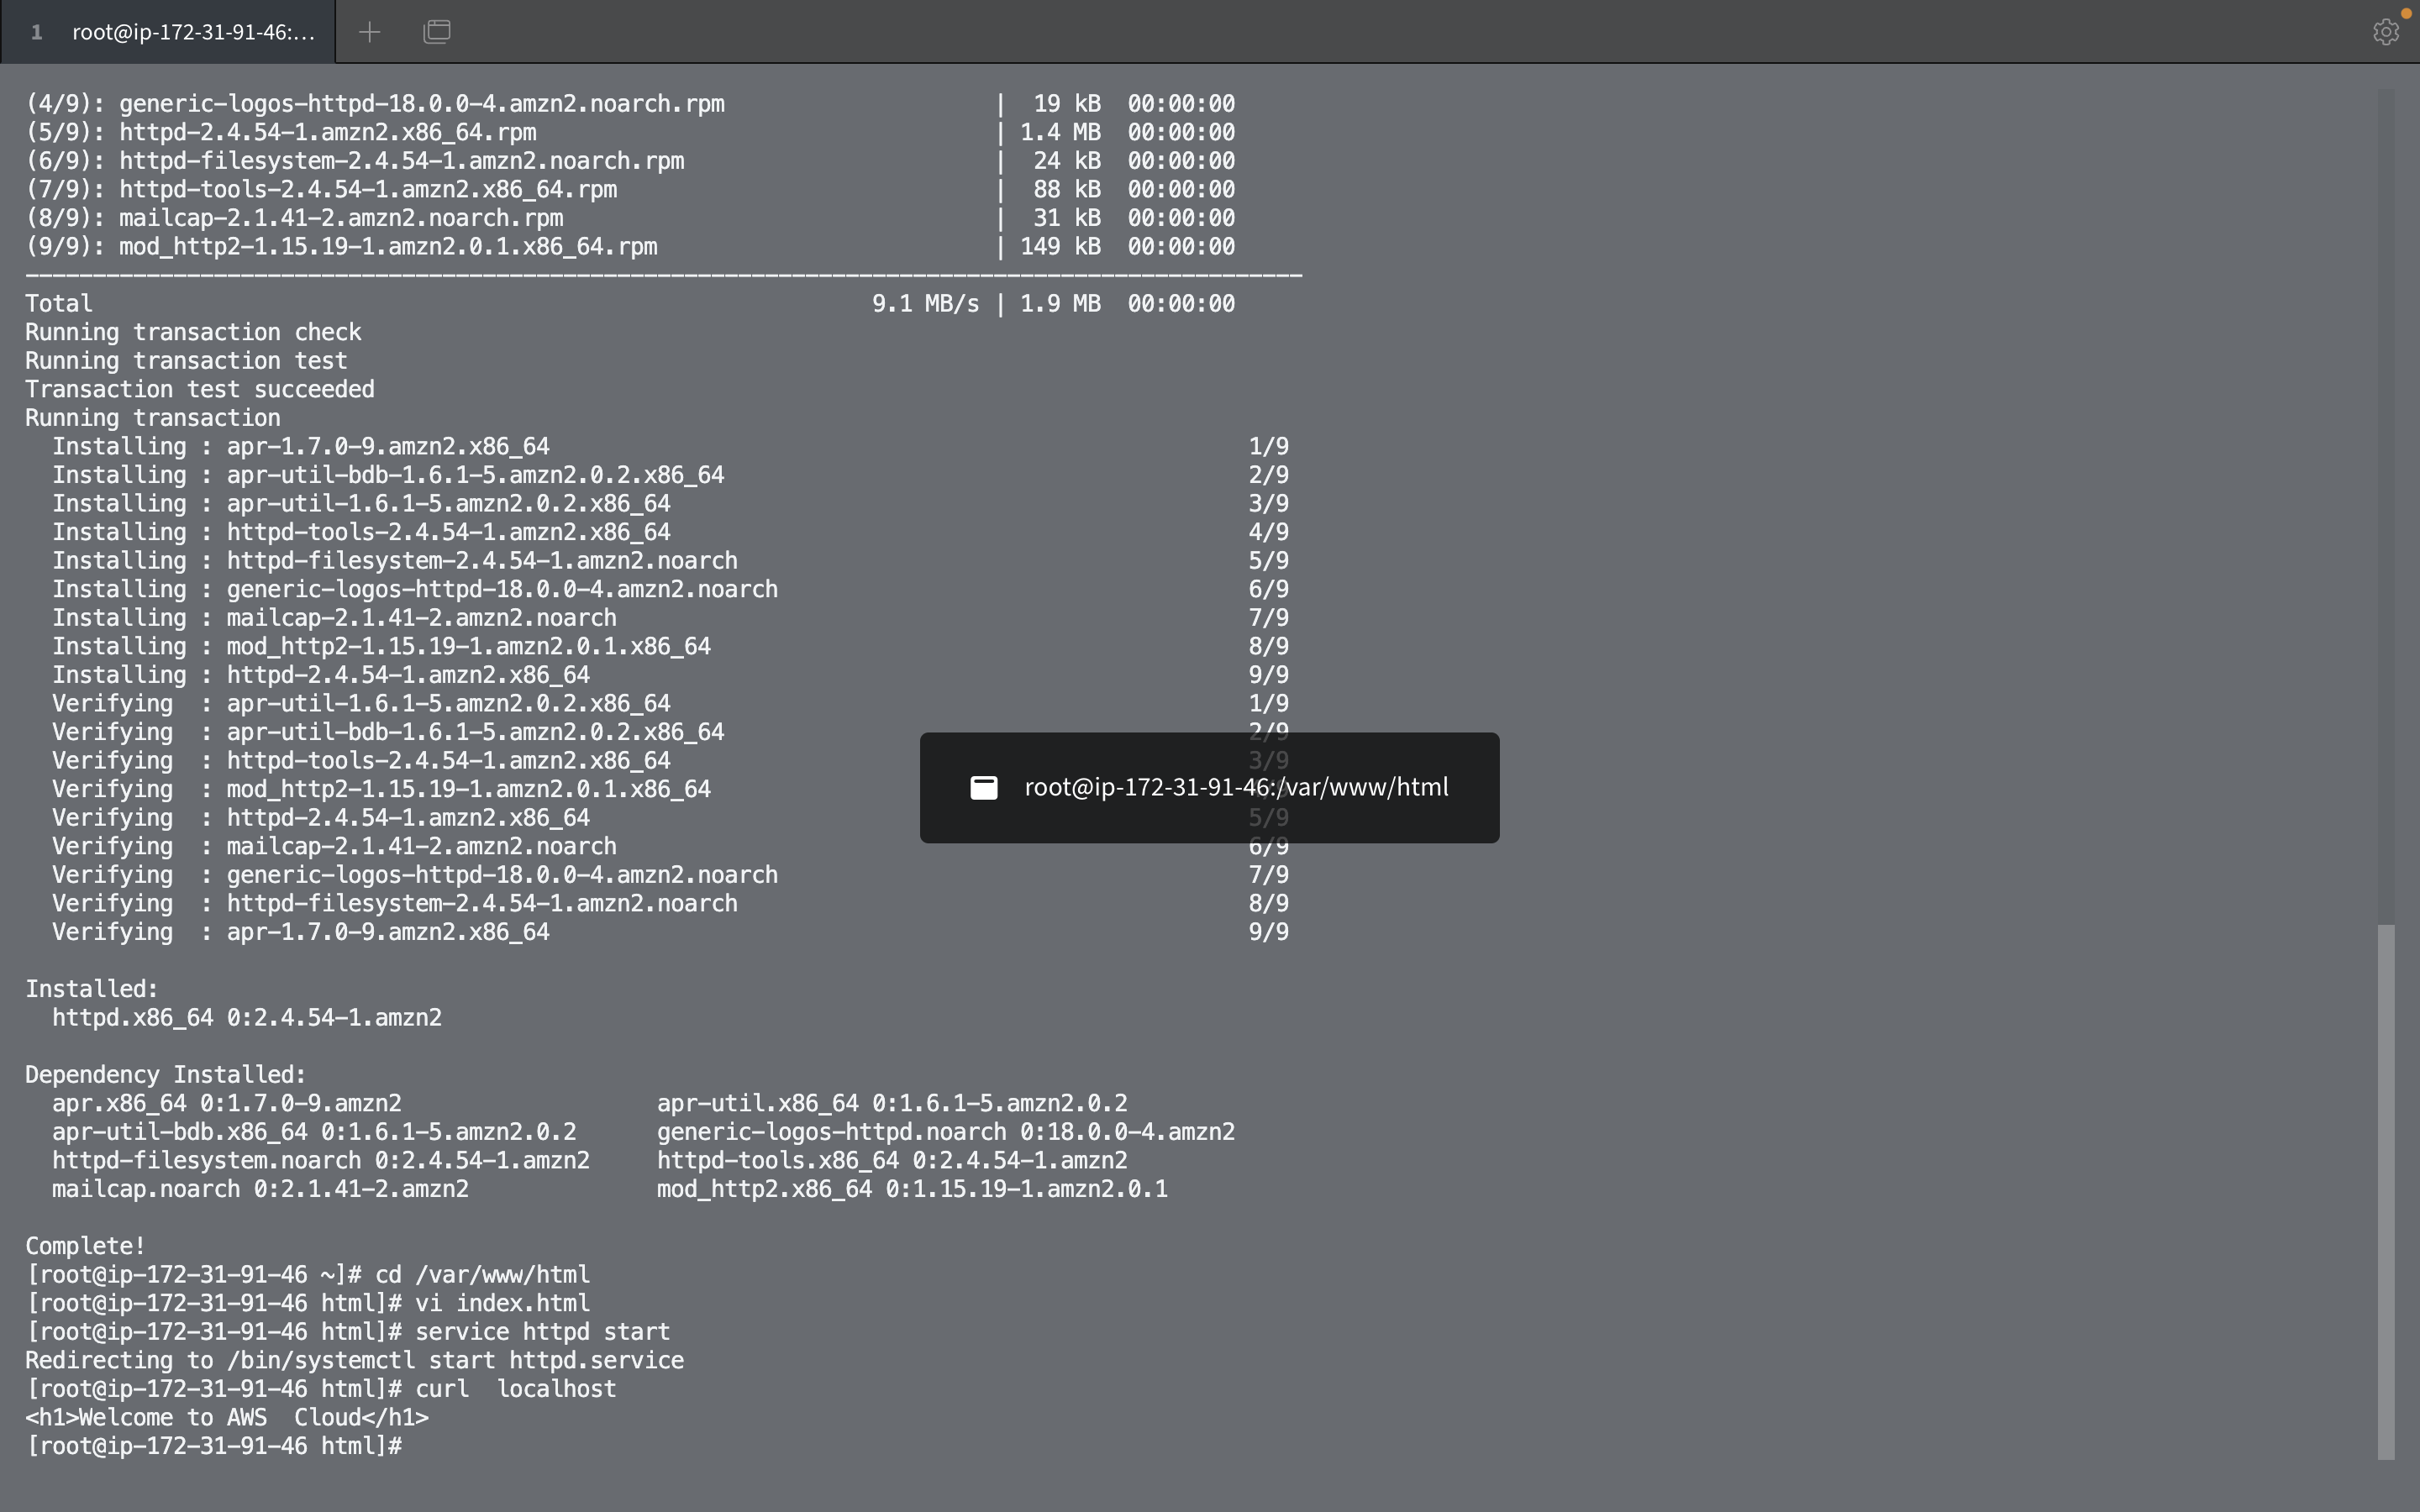 1 root@ip-172-31-91-46:...
(4/9): generic-logos-httpd-18.0.0-4.amzn2.noarch.rpm | 19 kB 00:00:00
(5/9): httpd-2.4.54-1.amzn2.x86_64.rpm | 1.4 MB 00:00:00
(6/9): httpd-filesystem-2.4.54-1.amzn2.noarch.rpm | 24 kB 00:00:00
(7/9): httpd-tools-2.4.54-1.amzn2.x86_64.rpm | 88 kB 00:00:00
(8/9): mailcap-2.1.41-2.amzn2.noarch.rpm | 31 kB 00:00:00
(9/9): mod_http2-1.15.19-1.amzn2.0.1.x86_64.rpm | 149 kB 00:00:00
-----------------------------------------------------------------------------------------------
Total 9.1 MB/s | 1.9 MB 00:00:00
Running transaction check
Running transaction test
Transaction test succeeded
Running transaction
Installing : apr-1.7.0-9.amzn2.x86_64 1/9
Installing : apr-util-bdb-1.6.1-5.amzn2.0.2.x86_64 2/9
Installing : apr-util-1.6.1-5.amzn2.0.2.x86_64 3/9
Installing : httpd-tools-2.4.54-1.amzn2.x86_64 4/9
Installing : httpd-filesystem-2.4.54-1.amzn2.noarch 5/9
Installing : generic-logos-httpd-18.0.0-4.amzn2.noarch 6/9
Installing : mailcap-2.1.41-2.amzn2.noarch 7/9
Installing : mod_http2-1.15.19-1.amzn2.0.1.x86_64 8/9
Installing : httpd-2.4.54-1.amzn2.x86_64 9/9
Verifying : apr-util-1.6.1-5.amzn2.0.2.x86_64 1/9
Verifying : apr-util-bdb-1.6.1-5.amzn2.0.2.x86_64 2/9
Verifying : httpd-tools-2.4.54-1.amzn2.x86_64 3/9
Verifying : mod_http2-1.15.19-1.amzn2.0.1.x86_64
root@ip-172-31-91-46:/var/www/html
Verifying : httpd-2.4.54-1.amzn2.x86_64 5/9
Verifying : mailcap-2.1.41-2.amzn2.noarch 6/9
Verifying : generic-logos-httpd-18.0.0-4.amzn2.noarch 7/9
Verifying : httpd-filesystem-2.4.54-1.amzn2.noarch 8/9
Verifying : apr-1.7.0-9.amzn2.x86_64 9/9
Installed:
httpd.x86_64 0:2.4.54-1.amzn2
Dependency Installed:
apr.x86_64 0:1.7.0-9.amzn2 apr-util.x86_64 0:1.6.1-5.amzn2.0.2
apr-util-bdb.x86_64 0:1.6.1-5.amzn2.0.2 generic-logos-httpd.noarch 0:18.0.0-4.amzn2
httpd-filesystem.noarch 0:2.4.54-1.amzn2 httpd-tools.x86_64 0:2.4.54-1.amzn2
mailcap.noarch 0:2.1.41-2.amzn2 mod_http2.x86_64 0:1.15.19-1.amzn2.0.1
Complete!
[root@ip-172-31-91-46 ~]# cd /var/www/html
[root@ip-172-31-91-46 html]# vi index.html
[root@ip-172-31-91-46 html]# service httpd start
Redirecting to /bin/systemctl start httpd.service
[root@ip-172-31-91-46 html]# curl  localhost
<h1>Welcome to AWS  Cloud</h1>
[root@ip-172-31-91-46 html]#